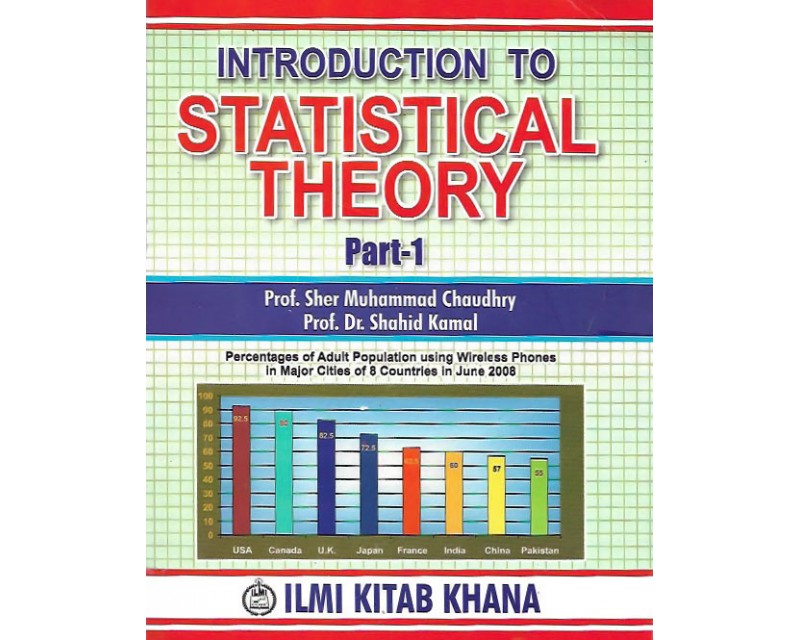 INTRODUCTION TO
STATISTICAL
THEORY
Part-1
Prof. Sher Muhammad Chaudhry
Prof. Dr. Shahid Kamal
Percentages of Adult Population using Wireless Phones
in Major Cities of 8 Countries in June 2008
100
90
80
70
60
50
40
30
20
10
0
92.5
82.5
72.5
60
57
55
USA Canada U.K. Japan France India China Pakistan
ILMI
ILMI KITAB KHANA